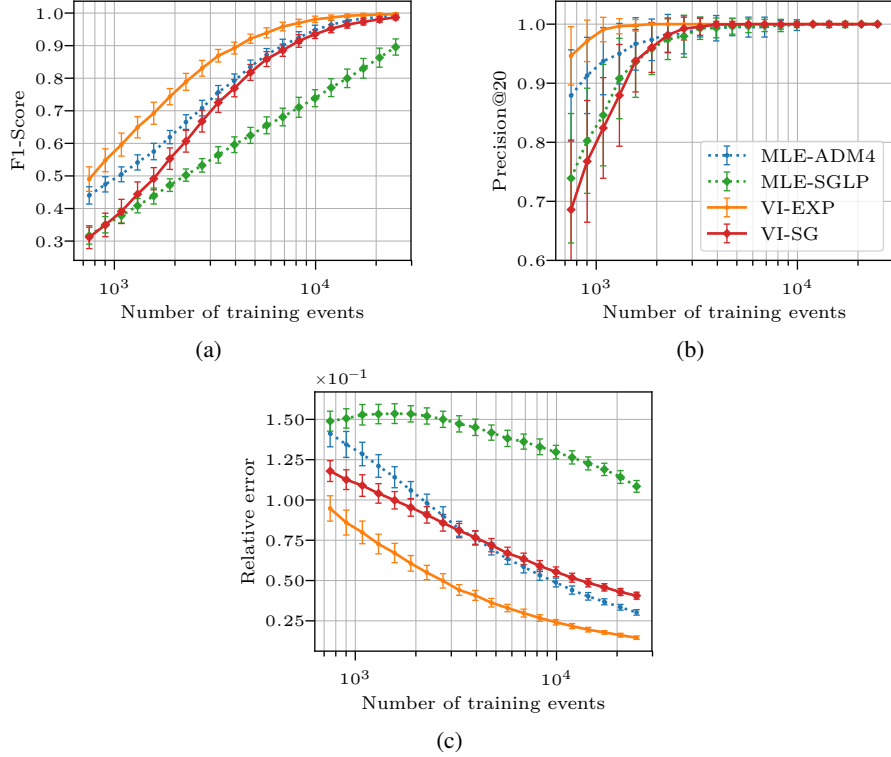 1.0
0.9
0.8
0.7
0.6
0.5
0.4
0.3
F1-Score
10³
10⁴
Number of training events
(a)
1.0
0.9
0.8
0.7
0.6
Precision@20
MLE-ADM4
MLE-SGLP
VI-EXP
VI-SG
10³
10⁴
Number of training events
(b)
×10⁻¹
1.50
1.25
1.00
0.75
0.50
0.25
Relative error
10³
10⁴
Number of training events
(c)